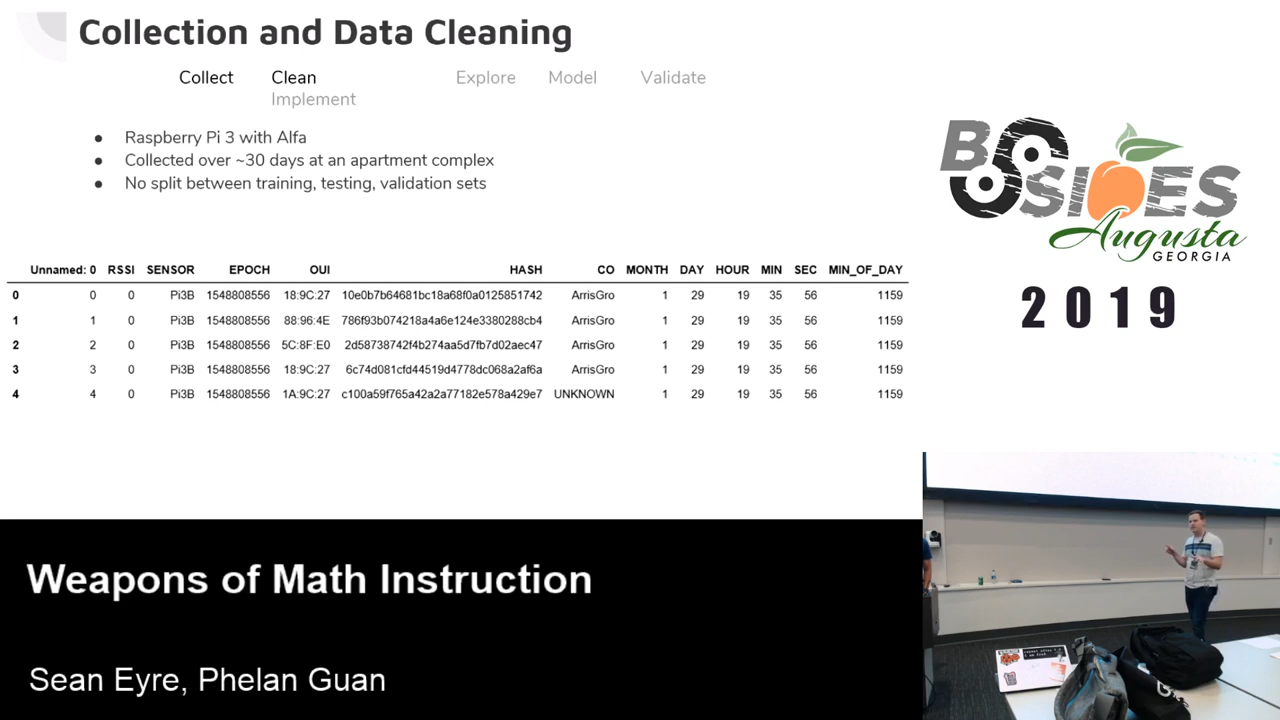 Collection and Data Cleaning
Collect Clean Explore Model Validate
Implement
● Raspberry Pi 3 with Alfa
● Collected over ~30 days at an apartment complex
● No split between training, testing, validation sets
Unnamed: 0 RSSI SENSOR EPOCH OUI HASH CO MONTH DAY HOUR MIN SEC MIN_OF_DAY
0 0 0 Pi3B 1548808556 18:9C:27 10e0b7b64681bc18a68f0a0125851742 ArrisGro 1 29 19 35 56 1159
1 1 0 Pi3B 1548808556 88:96:4E 786f93b074218a4a6e124e3380288cb4 ArrisGro 1 29 19 35 56 1159
2 2 0 Pi3B 1548808556 5C:8F:E0 2d58738742f4b274aa5d7fb7d02aec47 ArrisGro 1 29 19 35 56 1159
3 3 0 Pi3B 1548808556 18:9C:27 6c74d081cfd44519d4778dc068a2af6a ArrisGro 1 29 19 35 56 1159
4 4 0 Pi3B 1548808556 1A:9C:27 c100a59f765a42a2a77182e578a429e7 UNKNOWN 1 29 19 35 56 1159
BSIDES
Augusta
GEORGIA
2019
Weapons of Math Instruction
Sean Eyre, Phelan Guan